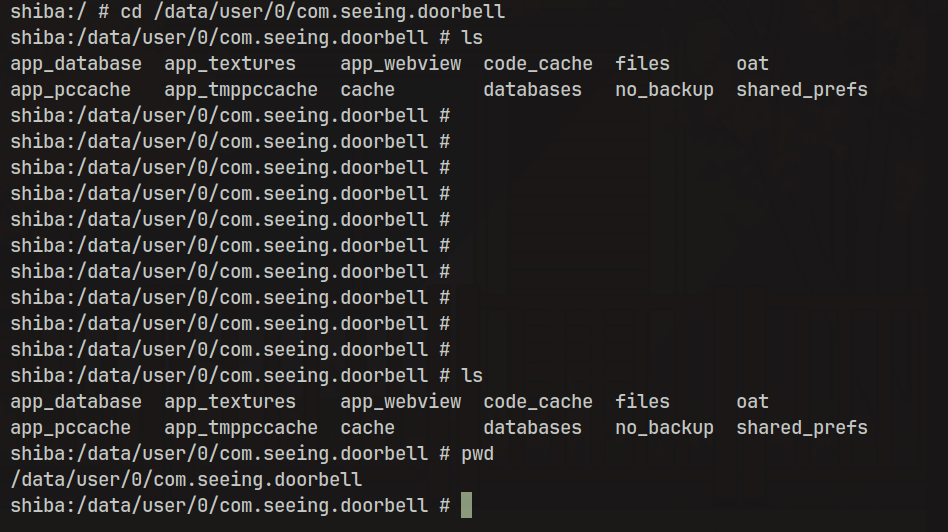 shiba:/ # cd /data/user/0/com.seeing.doorbell
shiba:/data/user/0/com.seeing.doorbell # ls
app_database  app_textures    app_webview  code_cache  files      oat
app_pccache   app_tmppccache  cache        databases   no_backup  shared_prefs
shiba:/data/user/0/com.seeing.doorbell #
shiba:/data/user/0/com.seeing.doorbell #
shiba:/data/user/0/com.seeing.doorbell #
shiba:/data/user/0/com.seeing.doorbell #
shiba:/data/user/0/com.seeing.doorbell #
shiba:/data/user/0/com.seeing.doorbell #
shiba:/data/user/0/com.seeing.doorbell #
shiba:/data/user/0/com.seeing.doorbell #
shiba:/data/user/0/com.seeing.doorbell #
shiba:/data/user/0/com.seeing.doorbell #
shiba:/data/user/0/com.seeing.doorbell # ls
app_database  app_textures    app_webview  code_cache  files      oat
app_pccache   app_tmppccache  cache        databases   no_backup  shared_prefs
shiba:/data/user/0/com.seeing.doorbell # pwd
/data/user/0/com.seeing.doorbell
shiba:/data/user/0/com.seeing.doorbell #